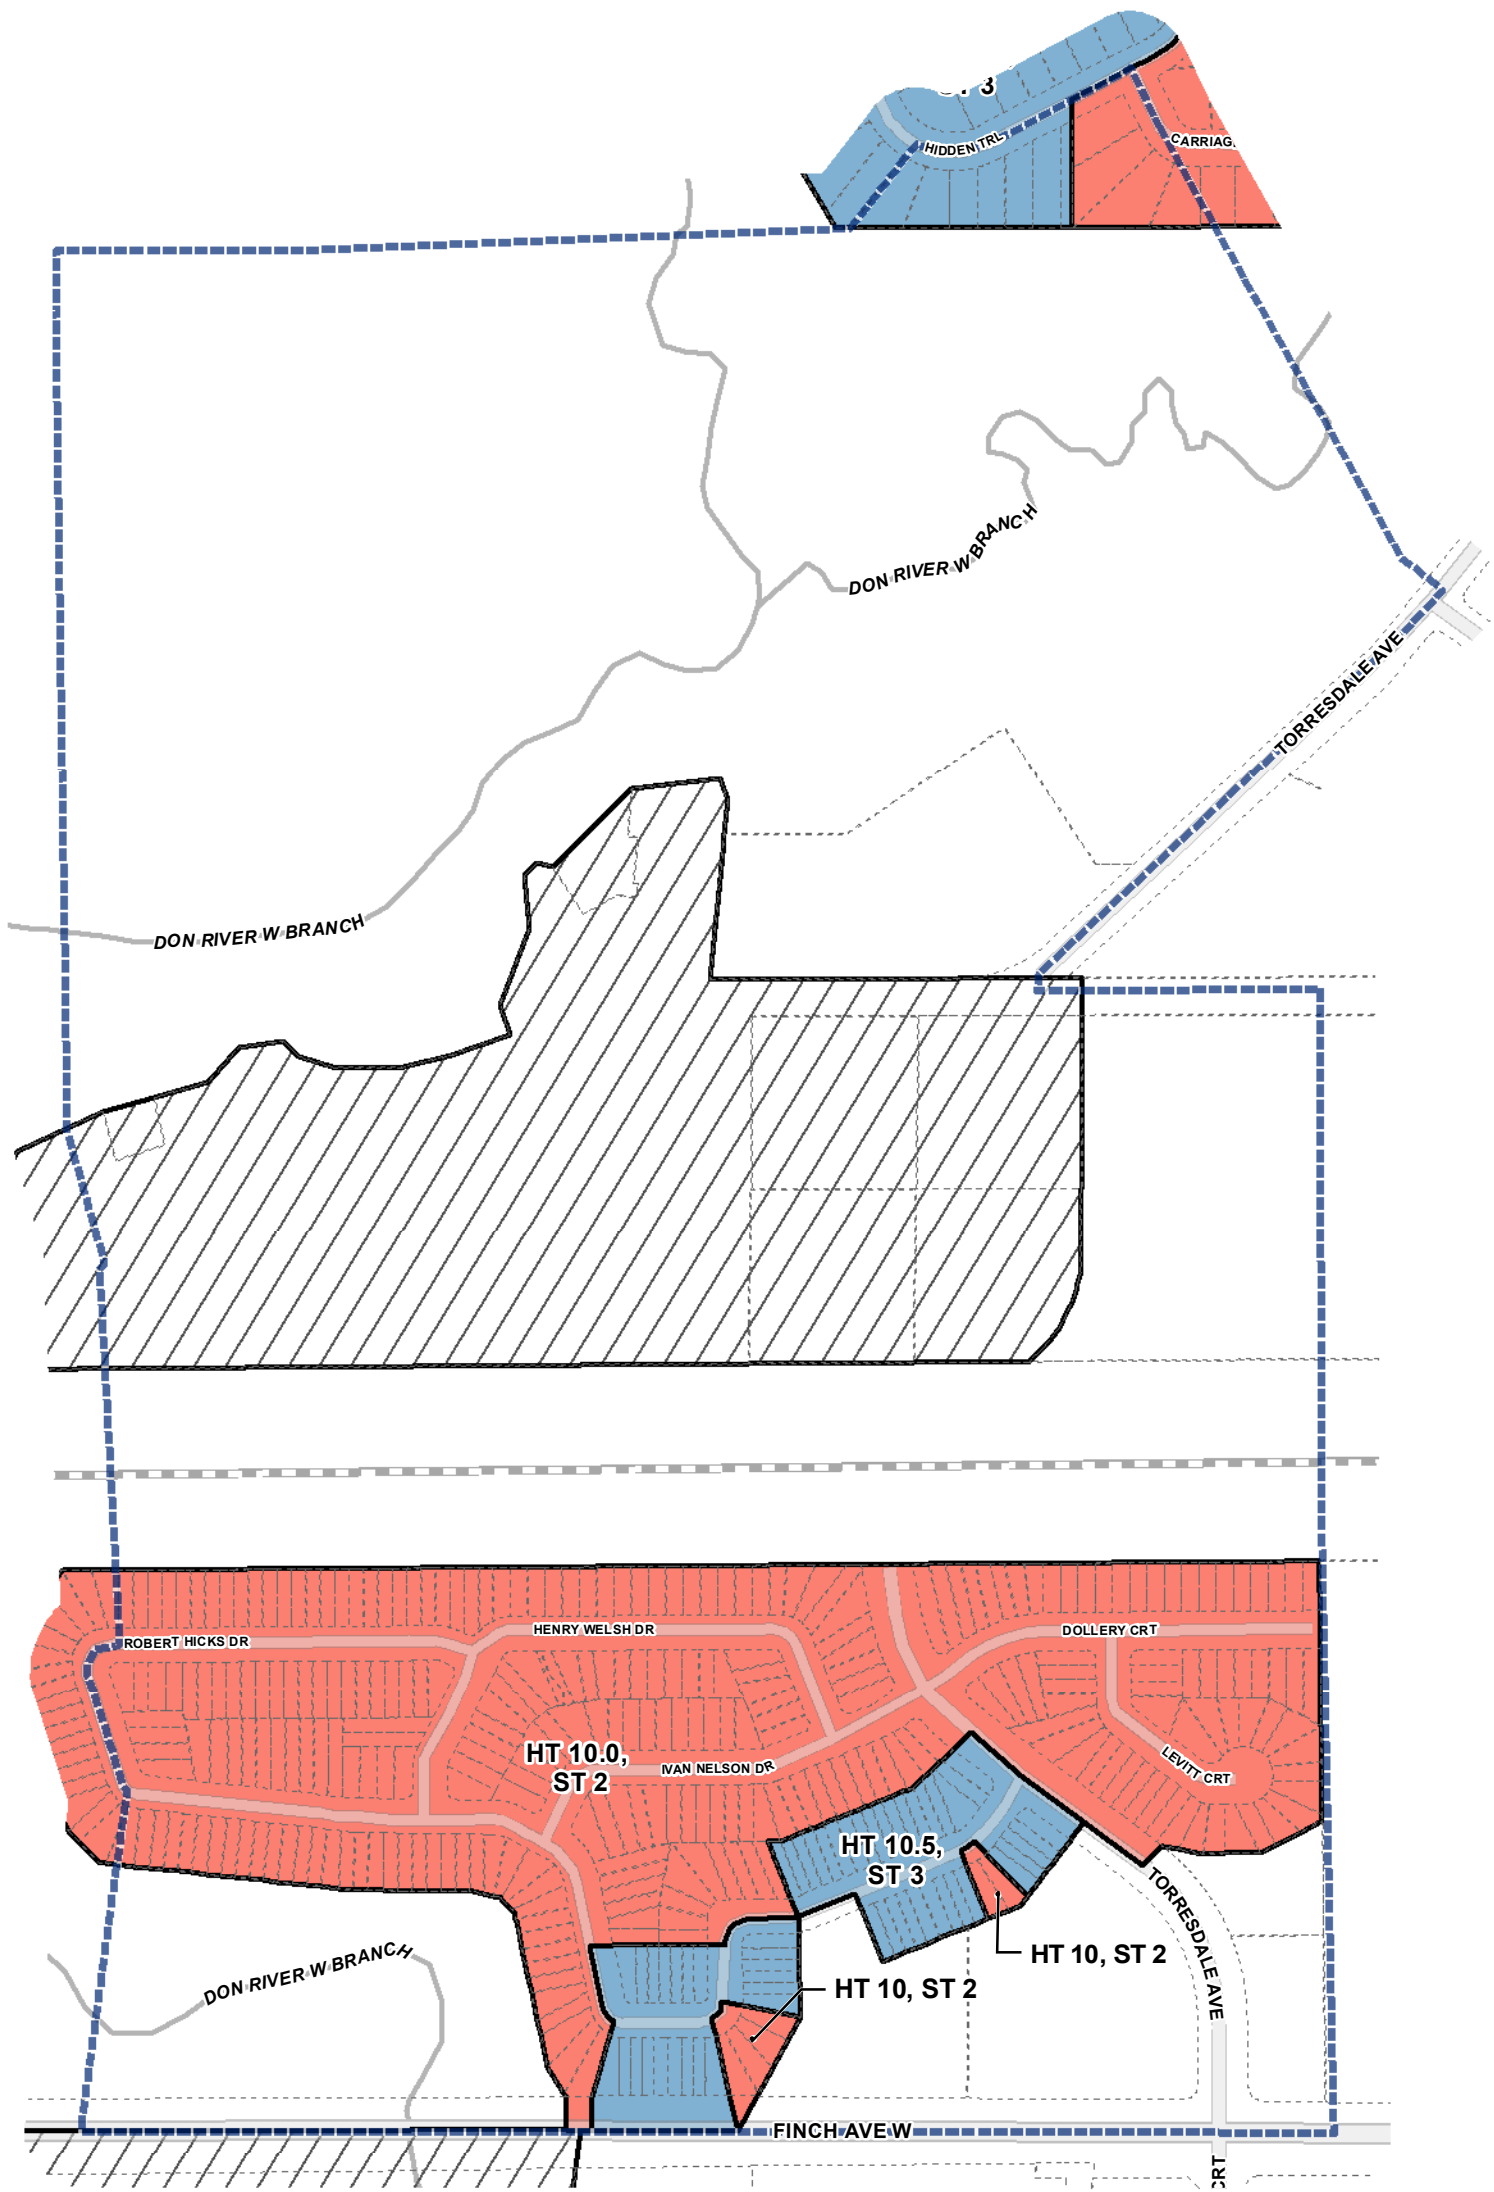 3
HIDDEN TRL
CARRIAG
DON RIVER W BRANCH
TORRESDALE AVE
DON RIVER W BRANCH
ROBERT HICKS DR
HENRY WELSH DR
DOLLERY CRT
HT 10.0,
ST 2
IVAN NELSON DR
LEVITT CRT
HT 10.5,
ST 3
TORRESDALE AVE
HT 10, ST 2
DON RIVER W BRANCH
HT 10, ST 2
FINCH AVE W
CRT